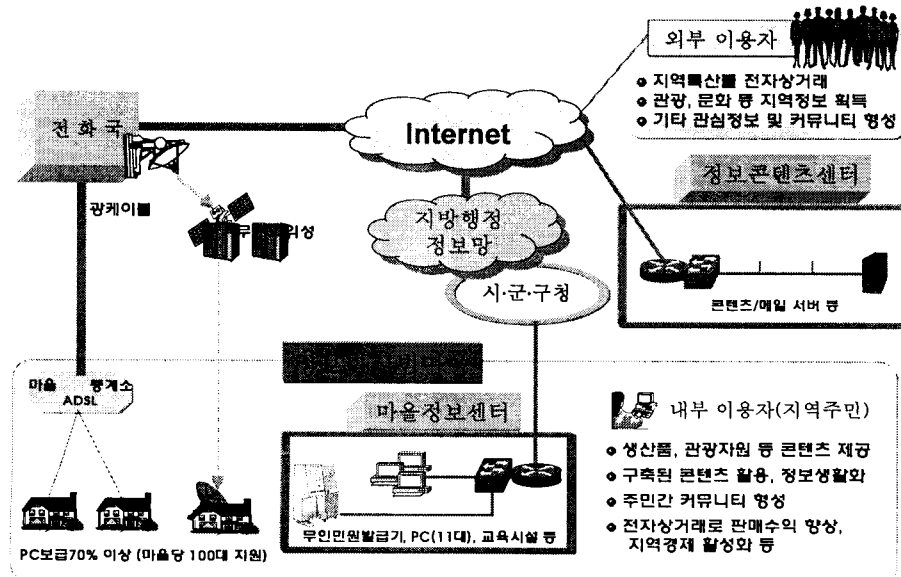 외부 이용자
지역특산물 전자상거래
관광, 문화 등 지역정보 획득
기타 관심정보 및 커뮤니티 형성
전화국
Internet
정보콘텐츠센터
광케이블
위성
지방행정
정보망
시·군·구청
콘텐츠/메일 서버 등
마을 중계소
ADSL
마을정보센터
내부 이용자(지역주민)
생산품, 관광자원 등 콘텐츠 제공
구축된 콘텐츠 활용, 정보생활화
주민간 커뮤니티 형성
전자상거래로 판매수익 향상,
지역경제 활성화 등
무인민원발급기, PC(11대), 교육시설 등
PC보급70% 이상 (마을당 100대 지원)